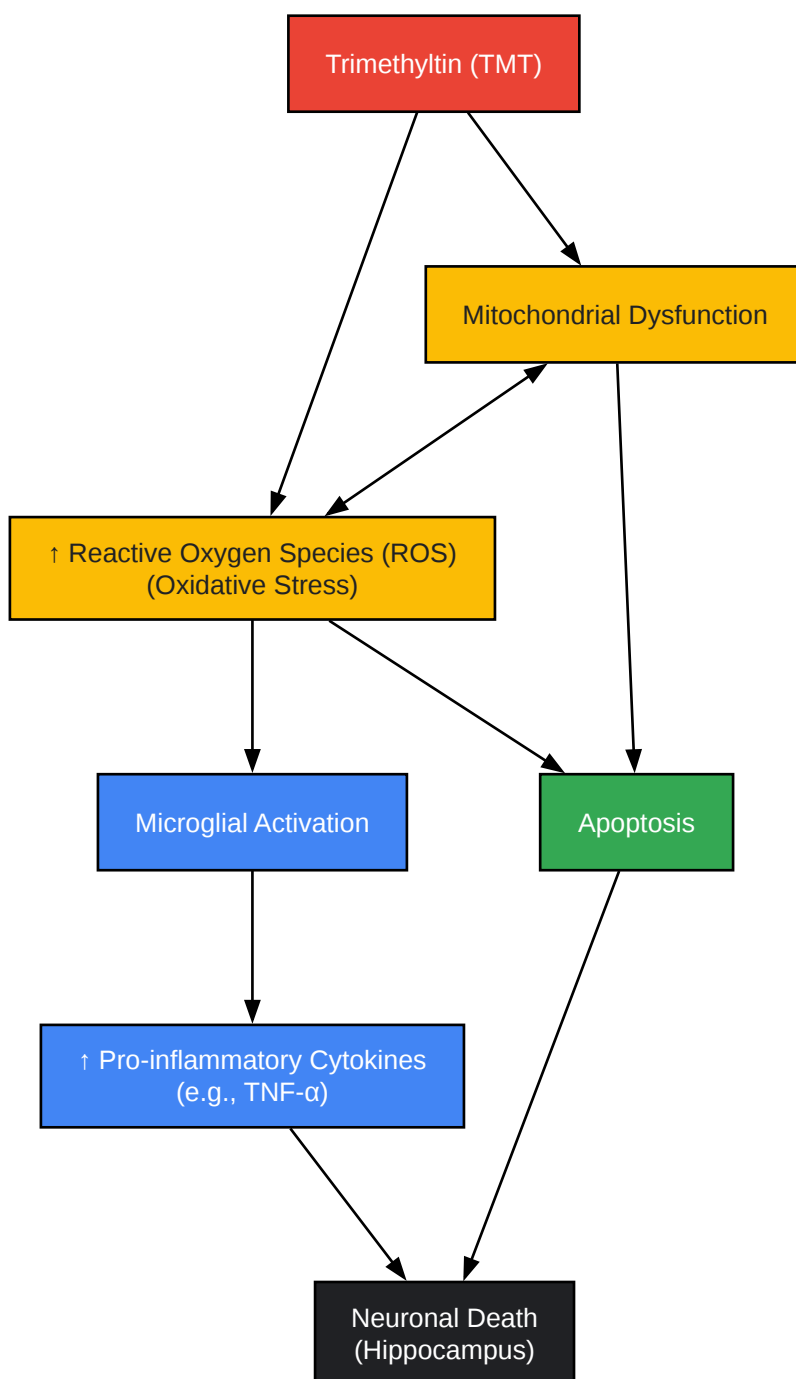 Trimethyltin (TMT)
Mitochondrial Dysfunction
↑ Reactive Oxygen Species (ROS)
(Oxidative Stress)
Microglial Activation
Apoptosis
↑ Pro-inflammatory Cytokines
(e.g., TNF-α)
Neuronal Death
(Hippocampus)